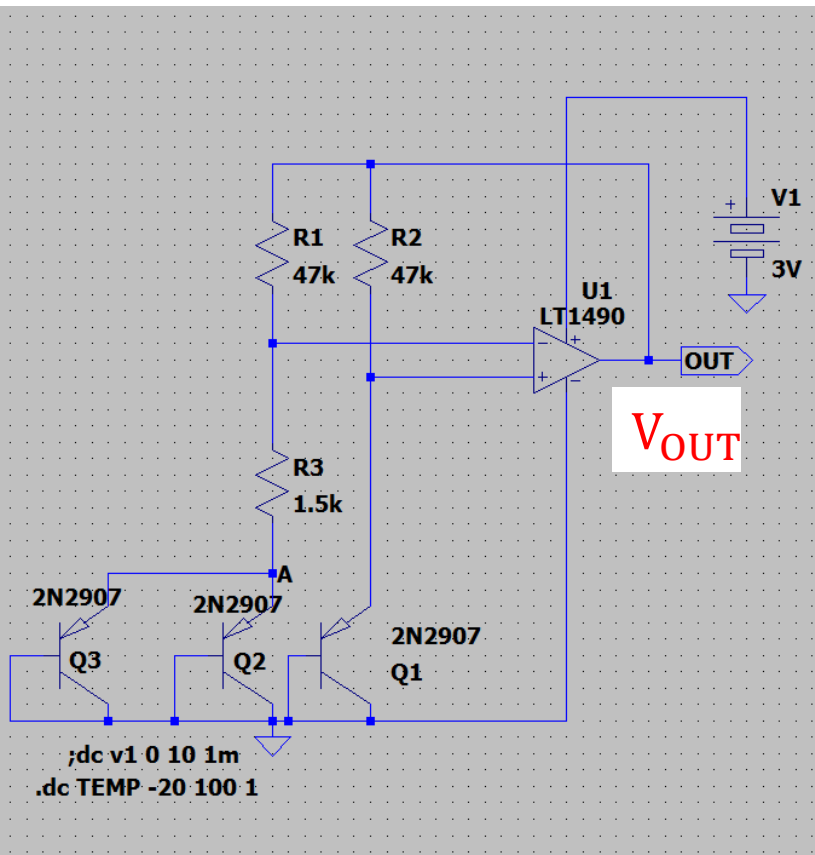 +
V1
3V
R1
47k
R2
47k
U1
LT1490
−
+
+
−
OUT
VOUT
R3
1.5k
A
2N2907
Q3
2N2907
Q2
2N2907
Q1
;dc v1 0 10 1m
.dc TEMP -20 100 1